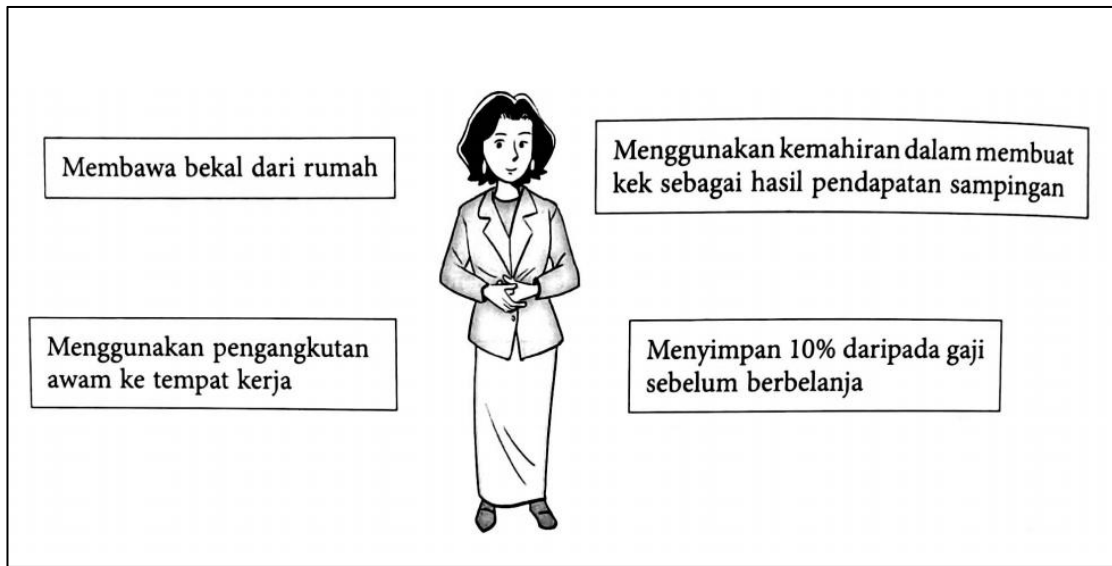 Membawa bekal dari rumah
Menggunakan kemahiran dalam membuat
kek sebagai hasil pendapatan sampingan
Menggunakan pengangkutan
awam ke tempat kerja
Menyimpan 10% daripada gaji
sebelum berbelanja